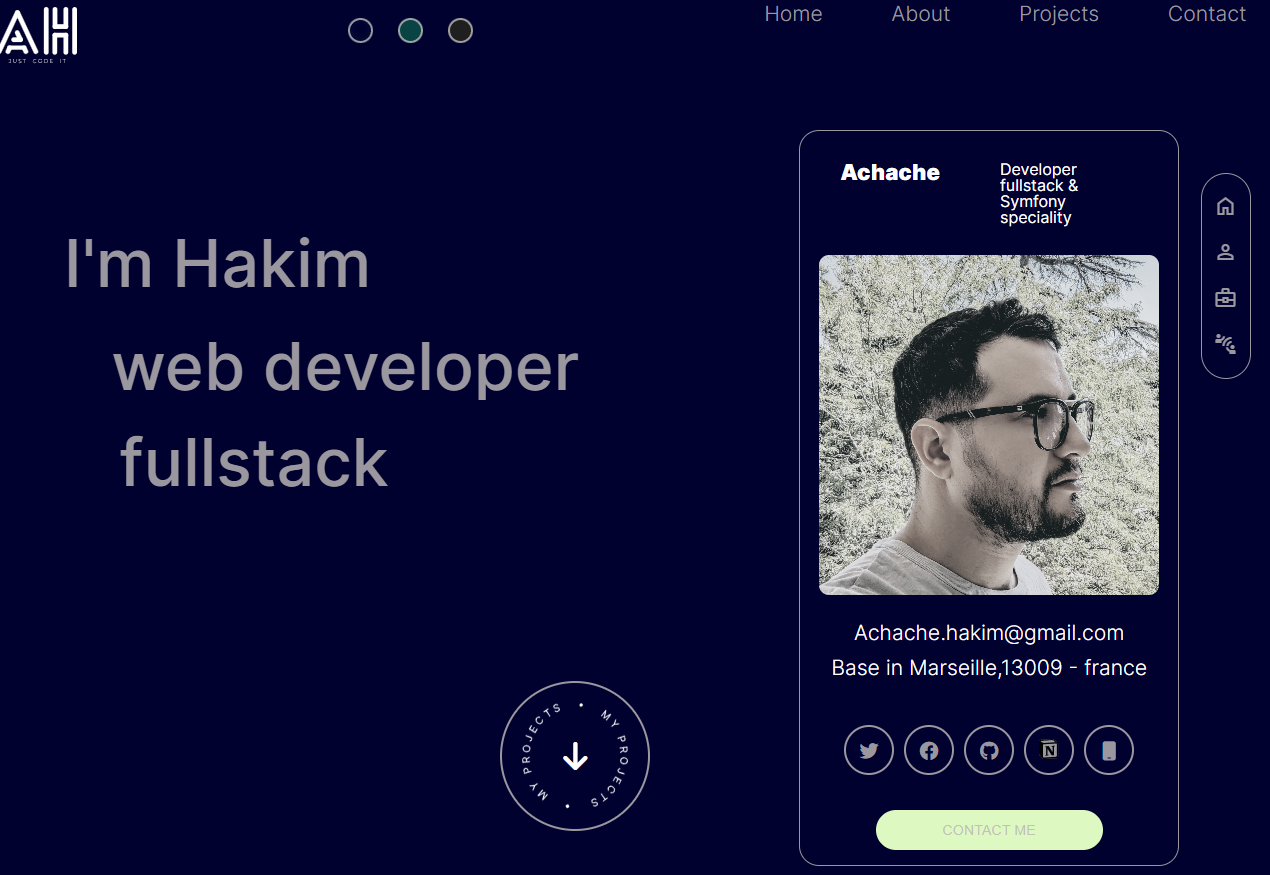 AH
JUST CODE IT
Home About Projects Contact
I'm Hakim
web developer
fullstack
MY PROJECTS • MY PROJECTS •
Achache
Developer
fullstack &
Symfony
speciality
Achache.hakim@gmail.com
Base in Marseille,13009 - france
N
CONTACT ME